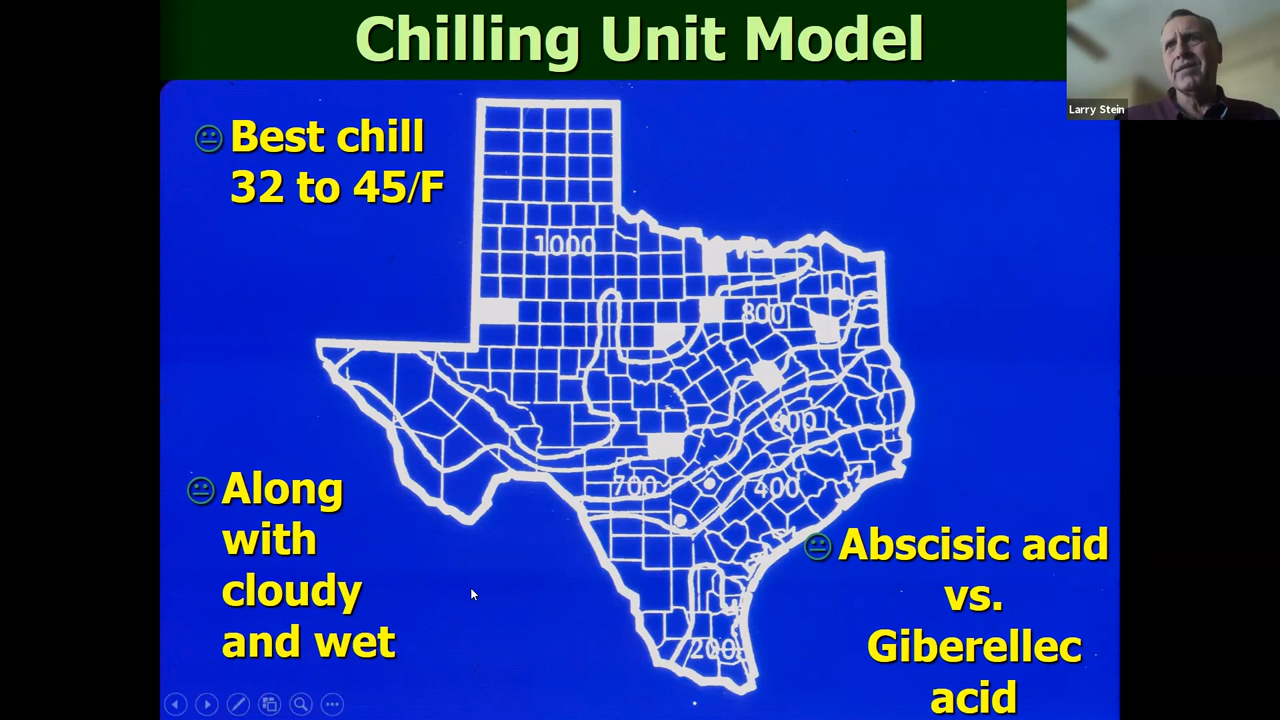 Chilling Unit Model
Larry Stein
Best chill
32 to 45/F
1000
800
600
700
400
200
Along
with
cloudy
and wet
Abscisic acid
vs.
Giberellec
acid